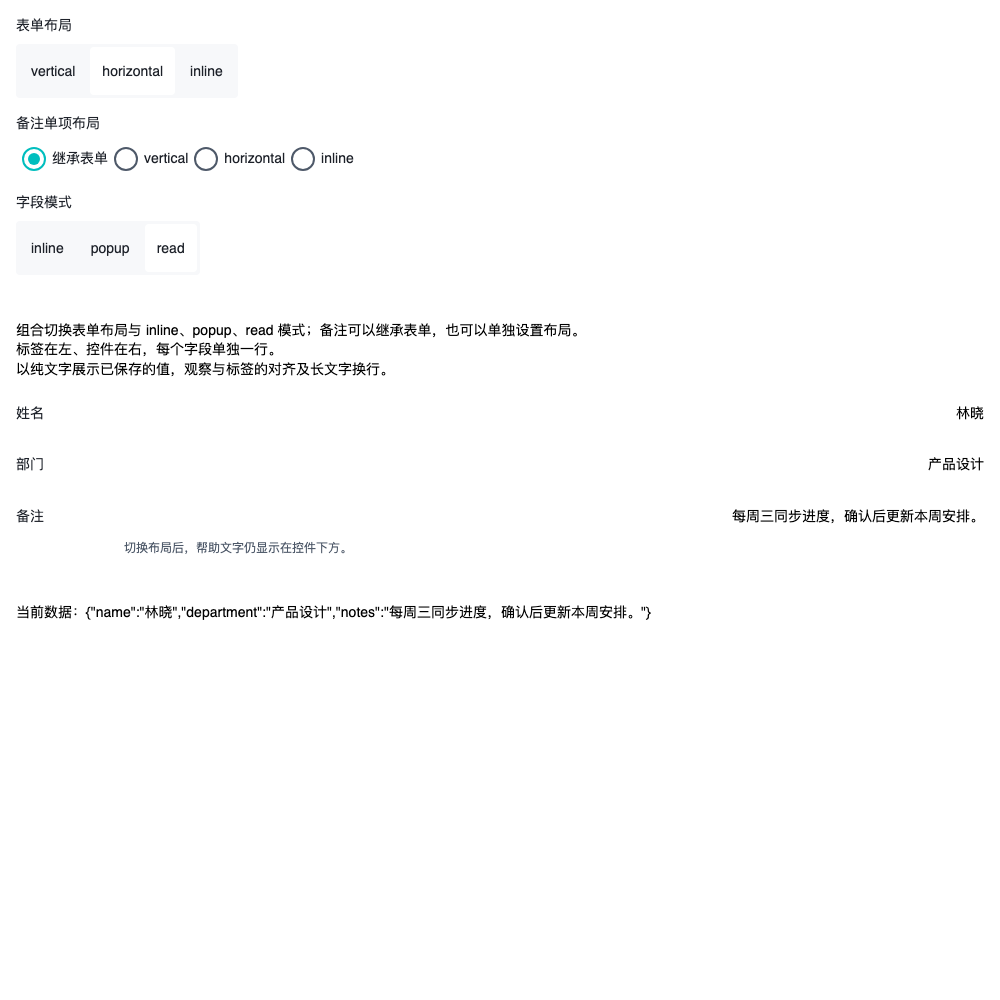 表单布局
vertical horizontal inline
备注单项布局
继承表单 vertical horizontal inline
字段模式
inline popup read
组合切换表单布局与 inline、popup、read 模式；备注可以继承表单，也可以单独设置布局。
标签在左、控件在右，每个字段单独一行。
以纯文字展示已保存的值，观察与标签的对齐及长文字换行。
姓名 林晓
部门 产品设计
备注 每周三同步进度，确认后更新本周安排。
切换布局后，帮助文字仍显示在控件下方。
当前数据：{"name":"林晓","department":"产品设计","notes":"每周三同步进度，确认后更新本周安排。"}